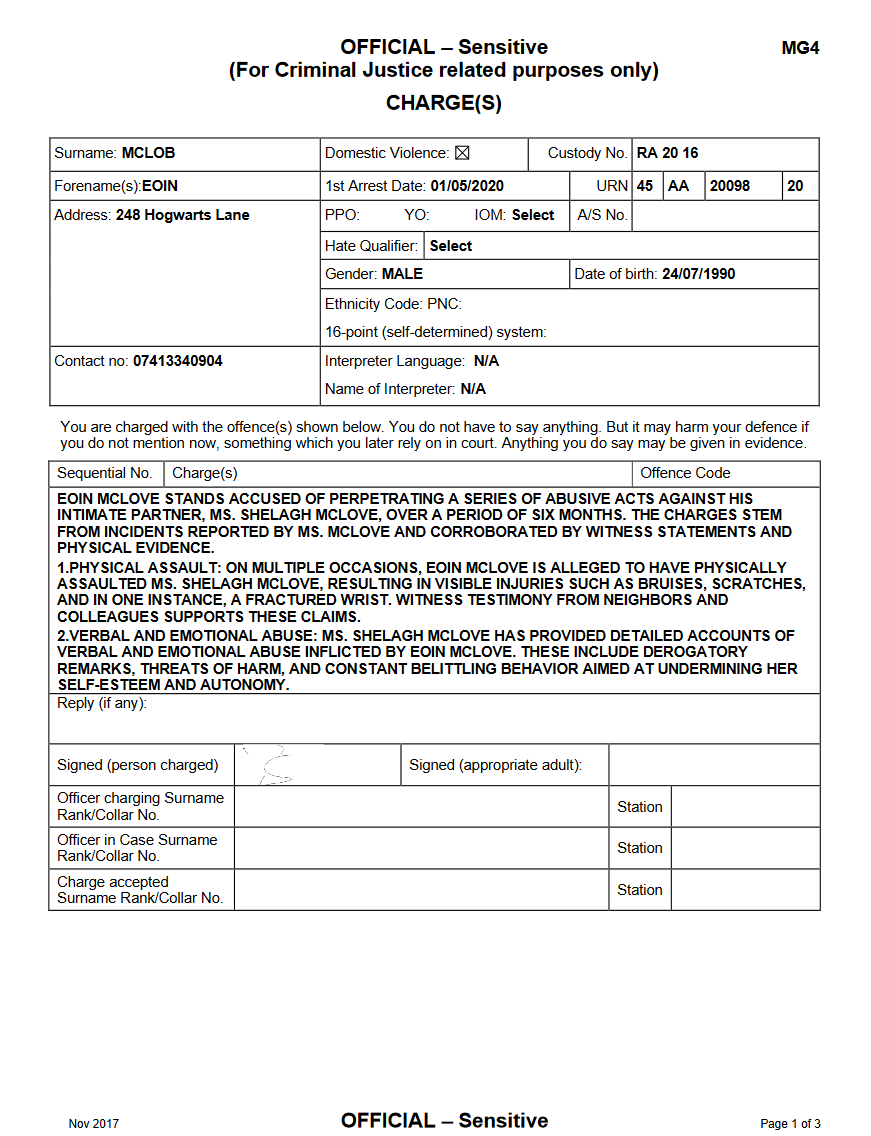 OFFICIAL – Sensitive
MG4
(For Criminal Justice related purposes only)
CHARGE(S)
Surname: MCLOB
Domestic Violence: ☒
Custody No. RA 20 16
Forename(s):EOIN
1st Arrest Date: 01/05/2020
URN 45 AA 20098 20
Address: 248 Hogwarts Lane
PPO: YO: IOM: Select
A/S No.
Hate Qualifier: Select
Gender: MALE
Date of birth: 24/07/1990
Ethnicity Code: PNC:
16-point (self-determined) system:
Contact no: 07413340904
Interpreter Language: N/A
Name of Interpreter: N/A
You are charged with the offence(s) shown below. You do not have to say anything. But it may harm your defence if
you do not mention now, something which you later rely on in court. Anything you do say may be given in evidence.
Sequential No. Charge(s) Offence Code
EOIN MCLOVE STANDS ACCUSED OF PERPETRATING A SERIES OF ABUSIVE ACTS AGAINST HIS
INTIMATE PARTNER, MS. SHELAGH MCLOVE, OVER A PERIOD OF SIX MONTHS. THE CHARGES STEM
FROM INCIDENTS REPORTED BY MS. MCLOVE AND CORROBORATED BY WITNESS STATEMENTS AND
PHYSICAL EVIDENCE.
1.PHYSICAL ASSAULT: ON MULTIPLE OCCASIONS, EOIN MCLOVE IS ALLEGED TO HAVE PHYSICALLY
ASSAULTED MS. SHELAGH MCLOVE, RESULTING IN VISIBLE INJURIES SUCH AS BRUISES, SCRATCHES,
AND IN ONE INSTANCE, A FRACTURED WRIST. WITNESS TESTIMONY FROM NEIGHBORS AND
COLLEAGUES SUPPORTS THESE CLAIMS.
2.VERBAL AND EMOTIONAL ABUSE: MS. SHELAGH MCLOVE HAS PROVIDED DETAILED ACCOUNTS OF
VERBAL AND EMOTIONAL ABUSE INFLICTED BY EOIN MCLOVE. THESE INCLUDE DEROGATORY
REMARKS, THREATS OF HARM, AND CONSTANT BELITTLING BEHAVIOR AIMED AT UNDERMINING HER
SELF-ESTEEM AND AUTONOMY.
Reply (if any):
Signed (person charged)
Signed (appropriate adult):
Officer charging Surname
Rank/Collar No.
Station
Officer in Case Surname
Rank/Collar No.
Station
Charge accepted
Surname Rank/Collar No.
Station
Nov 2017
OFFICIAL – Sensitive
Page 1 of 3